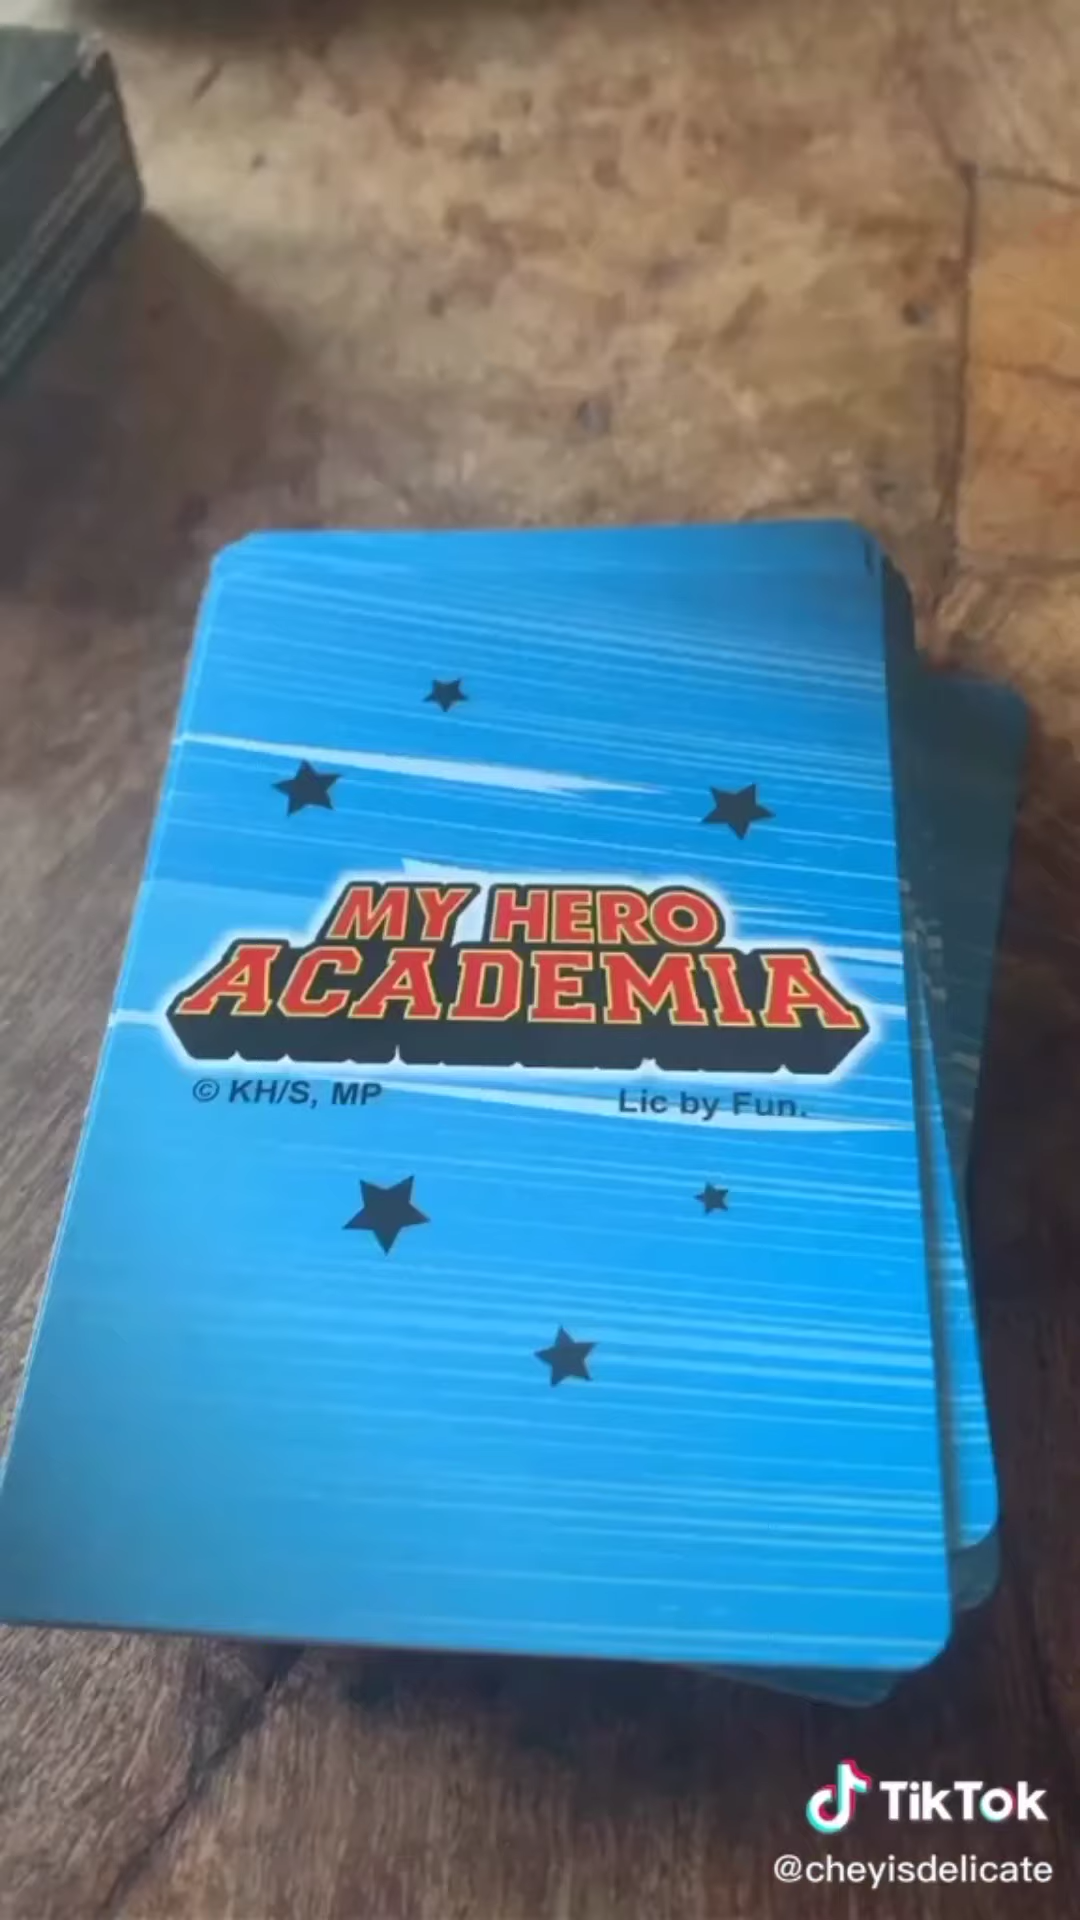 MY HERO
ACADEMIA
© KH/S, MP
Lic by Fun.
TikTok
@cheyisdelicate